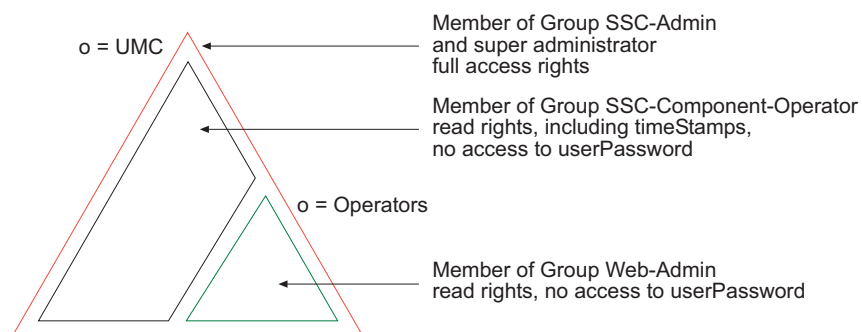 o = UMC
Member of Group SSC-Admin
and super administrator
full access rights
Member of Group SSC-Component-Operator
read rights, including timeStamps,
no access to userPassword
o = Operators
Member of Group Web-Admin
read rights, no access to userPassword